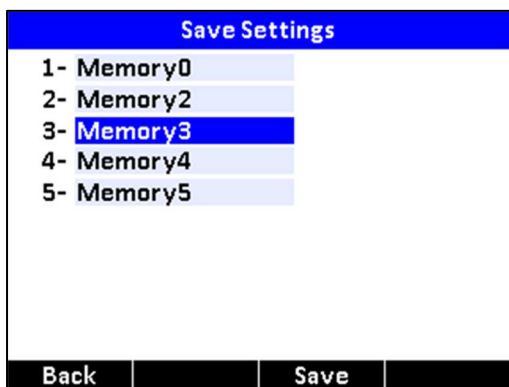 Save Settings
1- Memory0
2- Memory2
3- Memory3
4- Memory4
5- Memory5
Back Save